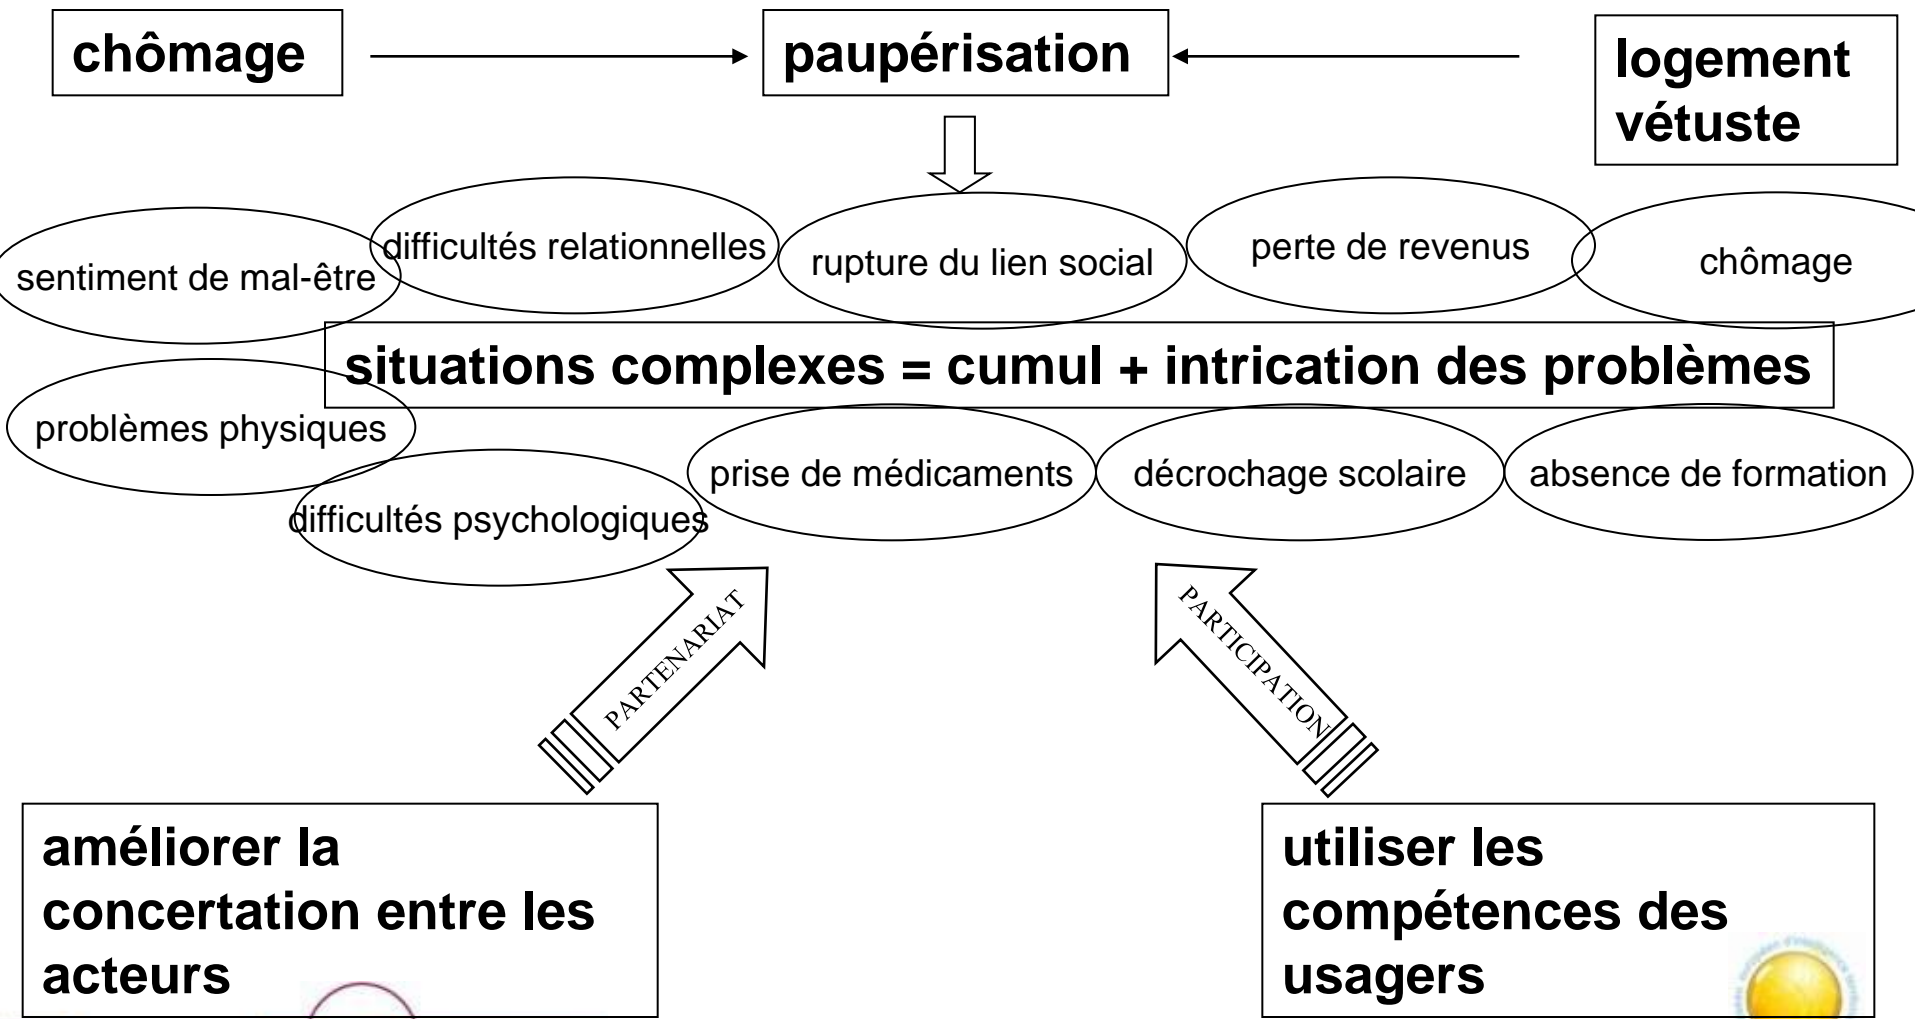 chômage
paupérisation
logement
vétuste
sentiment de mal-être
difficultés relationnelles
rupture du lien social
perte de revenus
chômage
situations complexes = cumul + intrication des problèmes
problèmes physiques
difficultés psychologiques
prise de médicaments
décrochage scolaire
absence de formation
PARTENARIAT
PARTICIPATION
améliorer la
concertation entre les
acteurs
utiliser les
compétences des
usagers